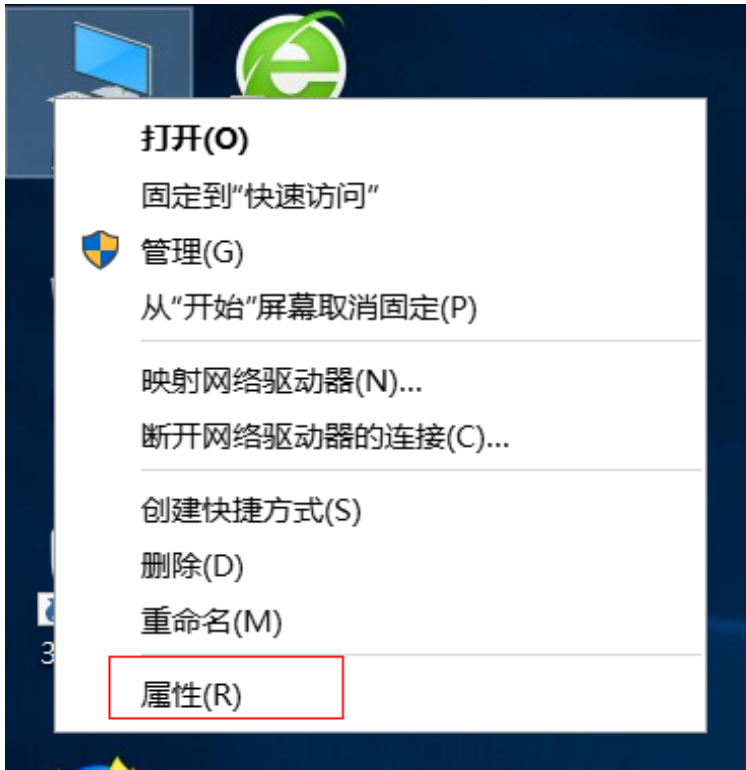 打开(O)
固定到"快速访问"
管理(G)
从"开始"屏幕取消固定(P)
映射网络驱动器(N)...
断开网络驱动器的连接(C)...
创建快捷方式(S)
删除(D)
重命名(M)
3
属性(R)